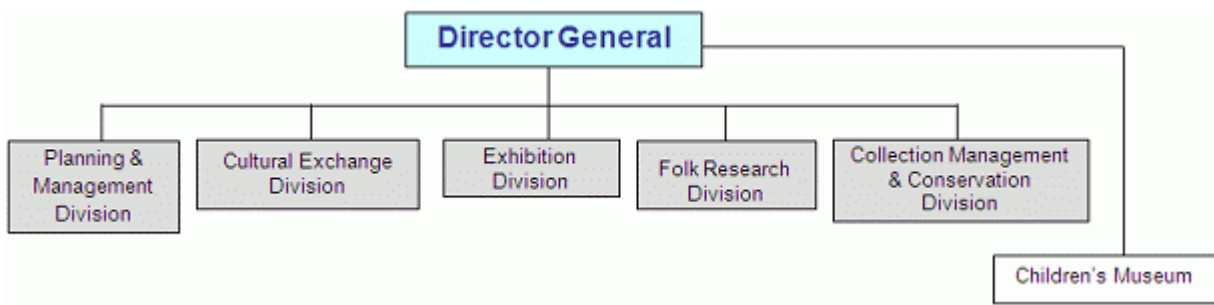 Director General
Planning &
Management
Division
Cultural Exchange
Division
Exhibition
Division
Folk Research
Division
Collection Management
& Conservation
Division
Children's Museum